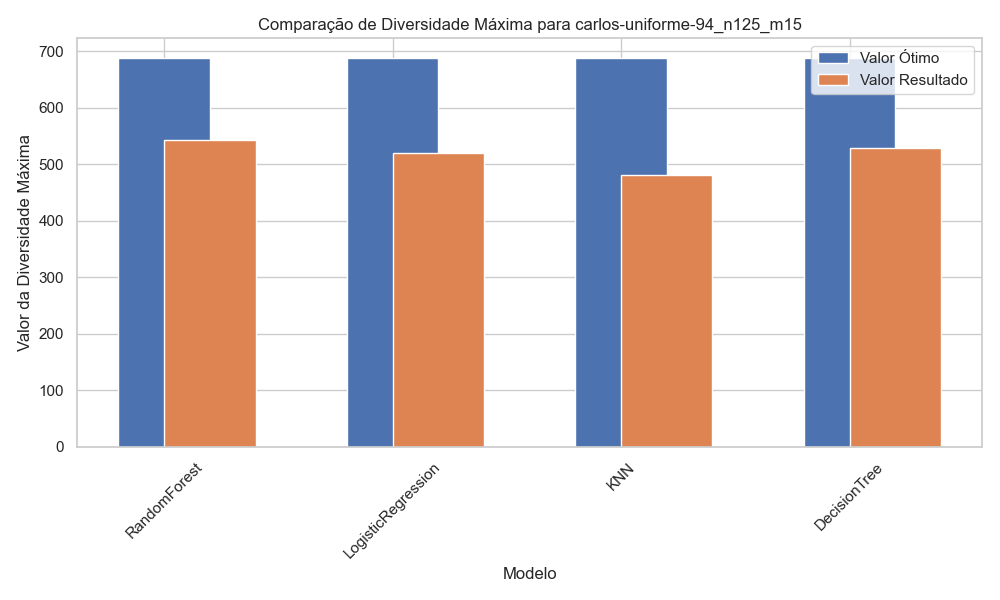 Comparação de Diversidade Máxima para carlos-uniforme-94_n125_m15
Valor Ótimo
Valor Resultado
Valor da Diversidade Máxima
700
600
500
400
300
200
100
0
RandomForest
LogisticRegression
KNN
DecisionTree
Modelo